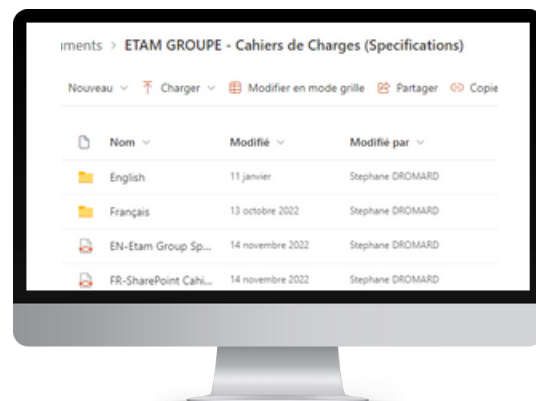 uments > ETAM GROUPE - Cahiers de Charges (Specifications)
Nouveau Charger Modifier en mode grille Partager Copie
Nom Modifié Modifié par
English 11 janvier Stephane DROMARD
Français 13 octobre 2022 Stephane DROMARD
EN-Etam Group Sp... 14 novembre 2022 Stephane DROMARD
FR-SharePoint Cahi... 14 novembre 2022 Stephane DROMARD